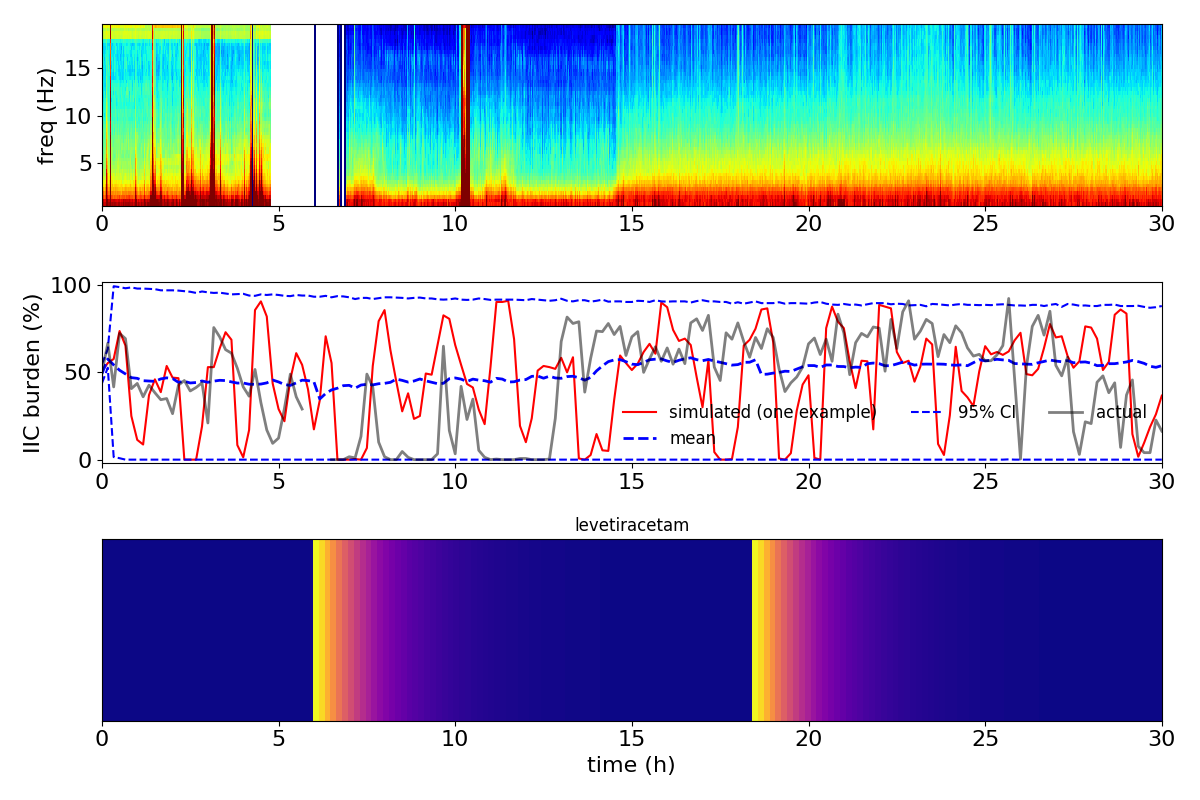 freq (Hz)
15
10
5
0 5 10 15 20 25 30
IIC burden (%)
100
50
0
simulated (one example) 95% CI actual
mean
0 5 10 15 20 25 30
levetiracetam
0 5 10 15 20 25 30
time (h)